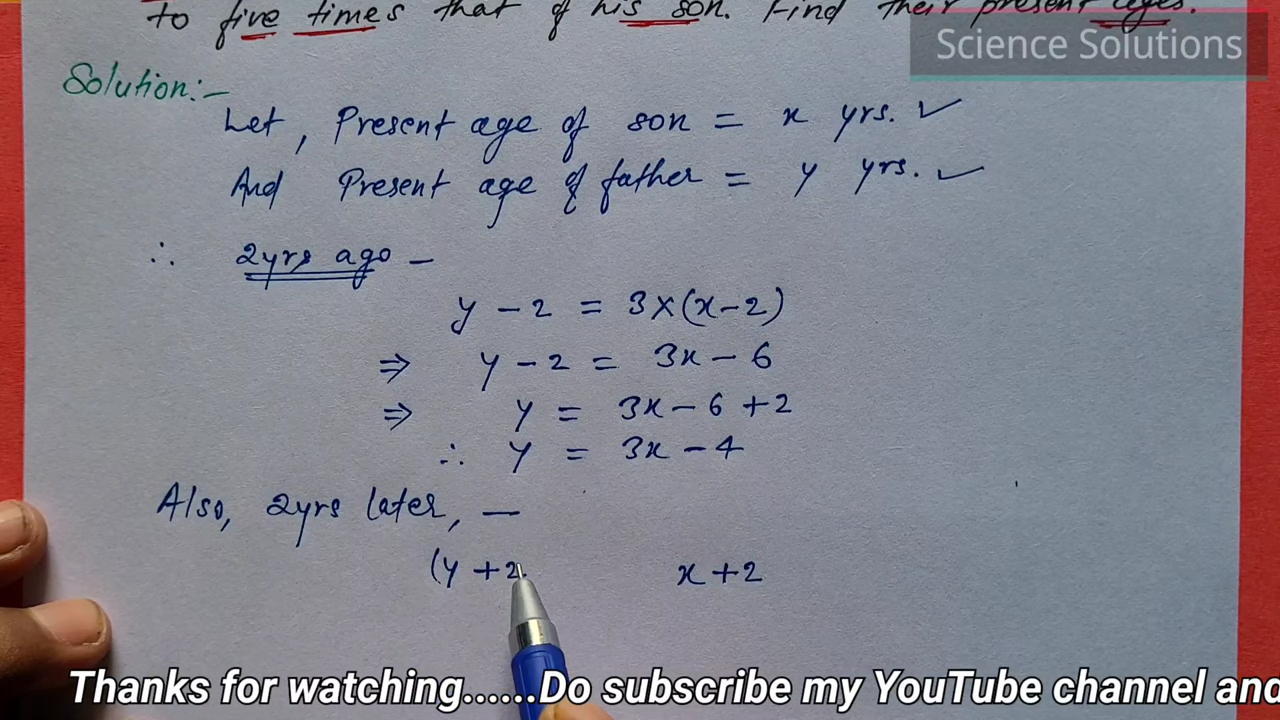 to five times that of his son. Find their present ages.
Science Solutions
Solution:-
Let, Present age of son = x yrs. ✓
And Present age of father = y yrs. ✓
∴ 2yrs ago -
y - 2 = 3×(x-2)
⇒ y - 2 = 3x - 6
⇒ y = 3x - 6 + 2
∴ y = 3x - 4
Also, 2yrs later, —
(y + 2 x + 2
Thanks for watching......Do subscribe my YouTube channel and